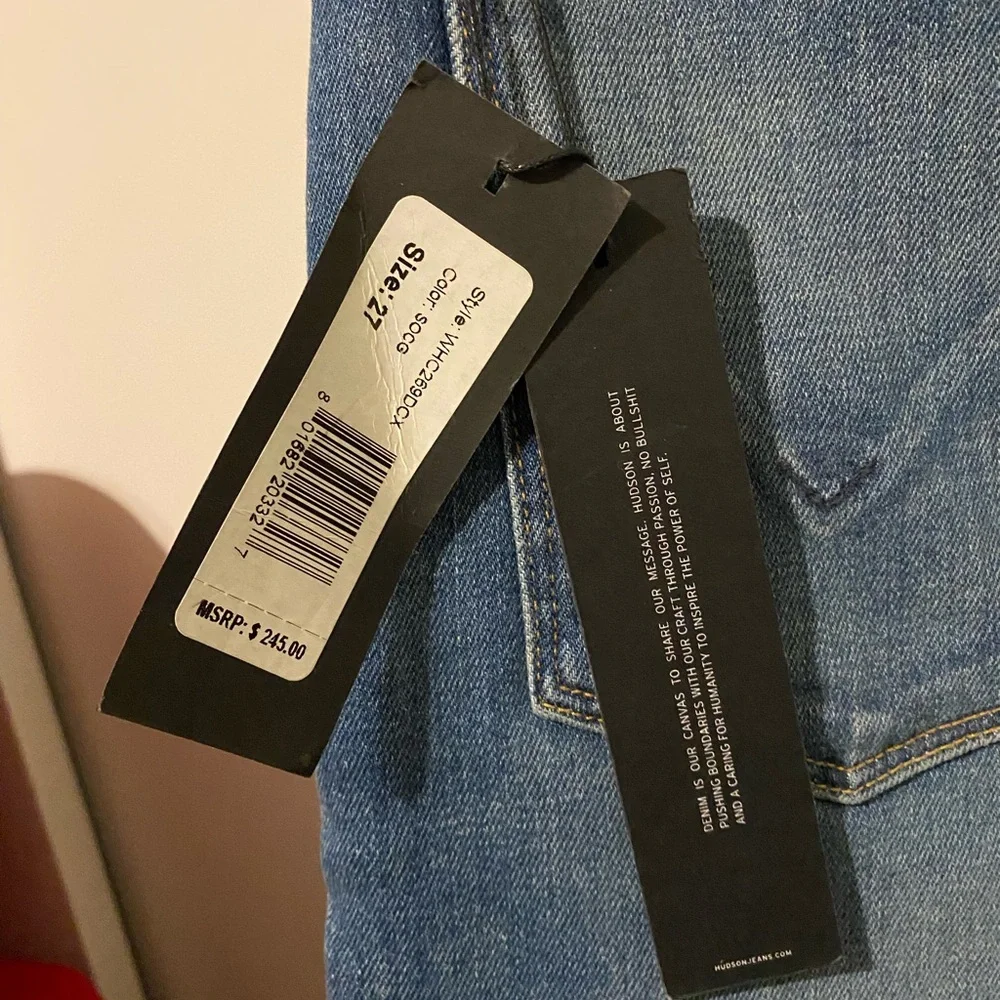 Style: WHC269DCX
Color: SOCG
Size: 27
8 01682 20332 7
MSRP: $ 245.00
DENIM IS OUR CANVAS TO SHARE OUR MESSAGE. HUDSON IS ABOUT
PUSHING BOUNDARIES WITH OUR CRAFT THROUGH PASSION, NO BULLSHIT
AND A CARING FOR HUMANITY TO INSPIRE THE POWER OF SELF.
HUDSONJEANS.COM